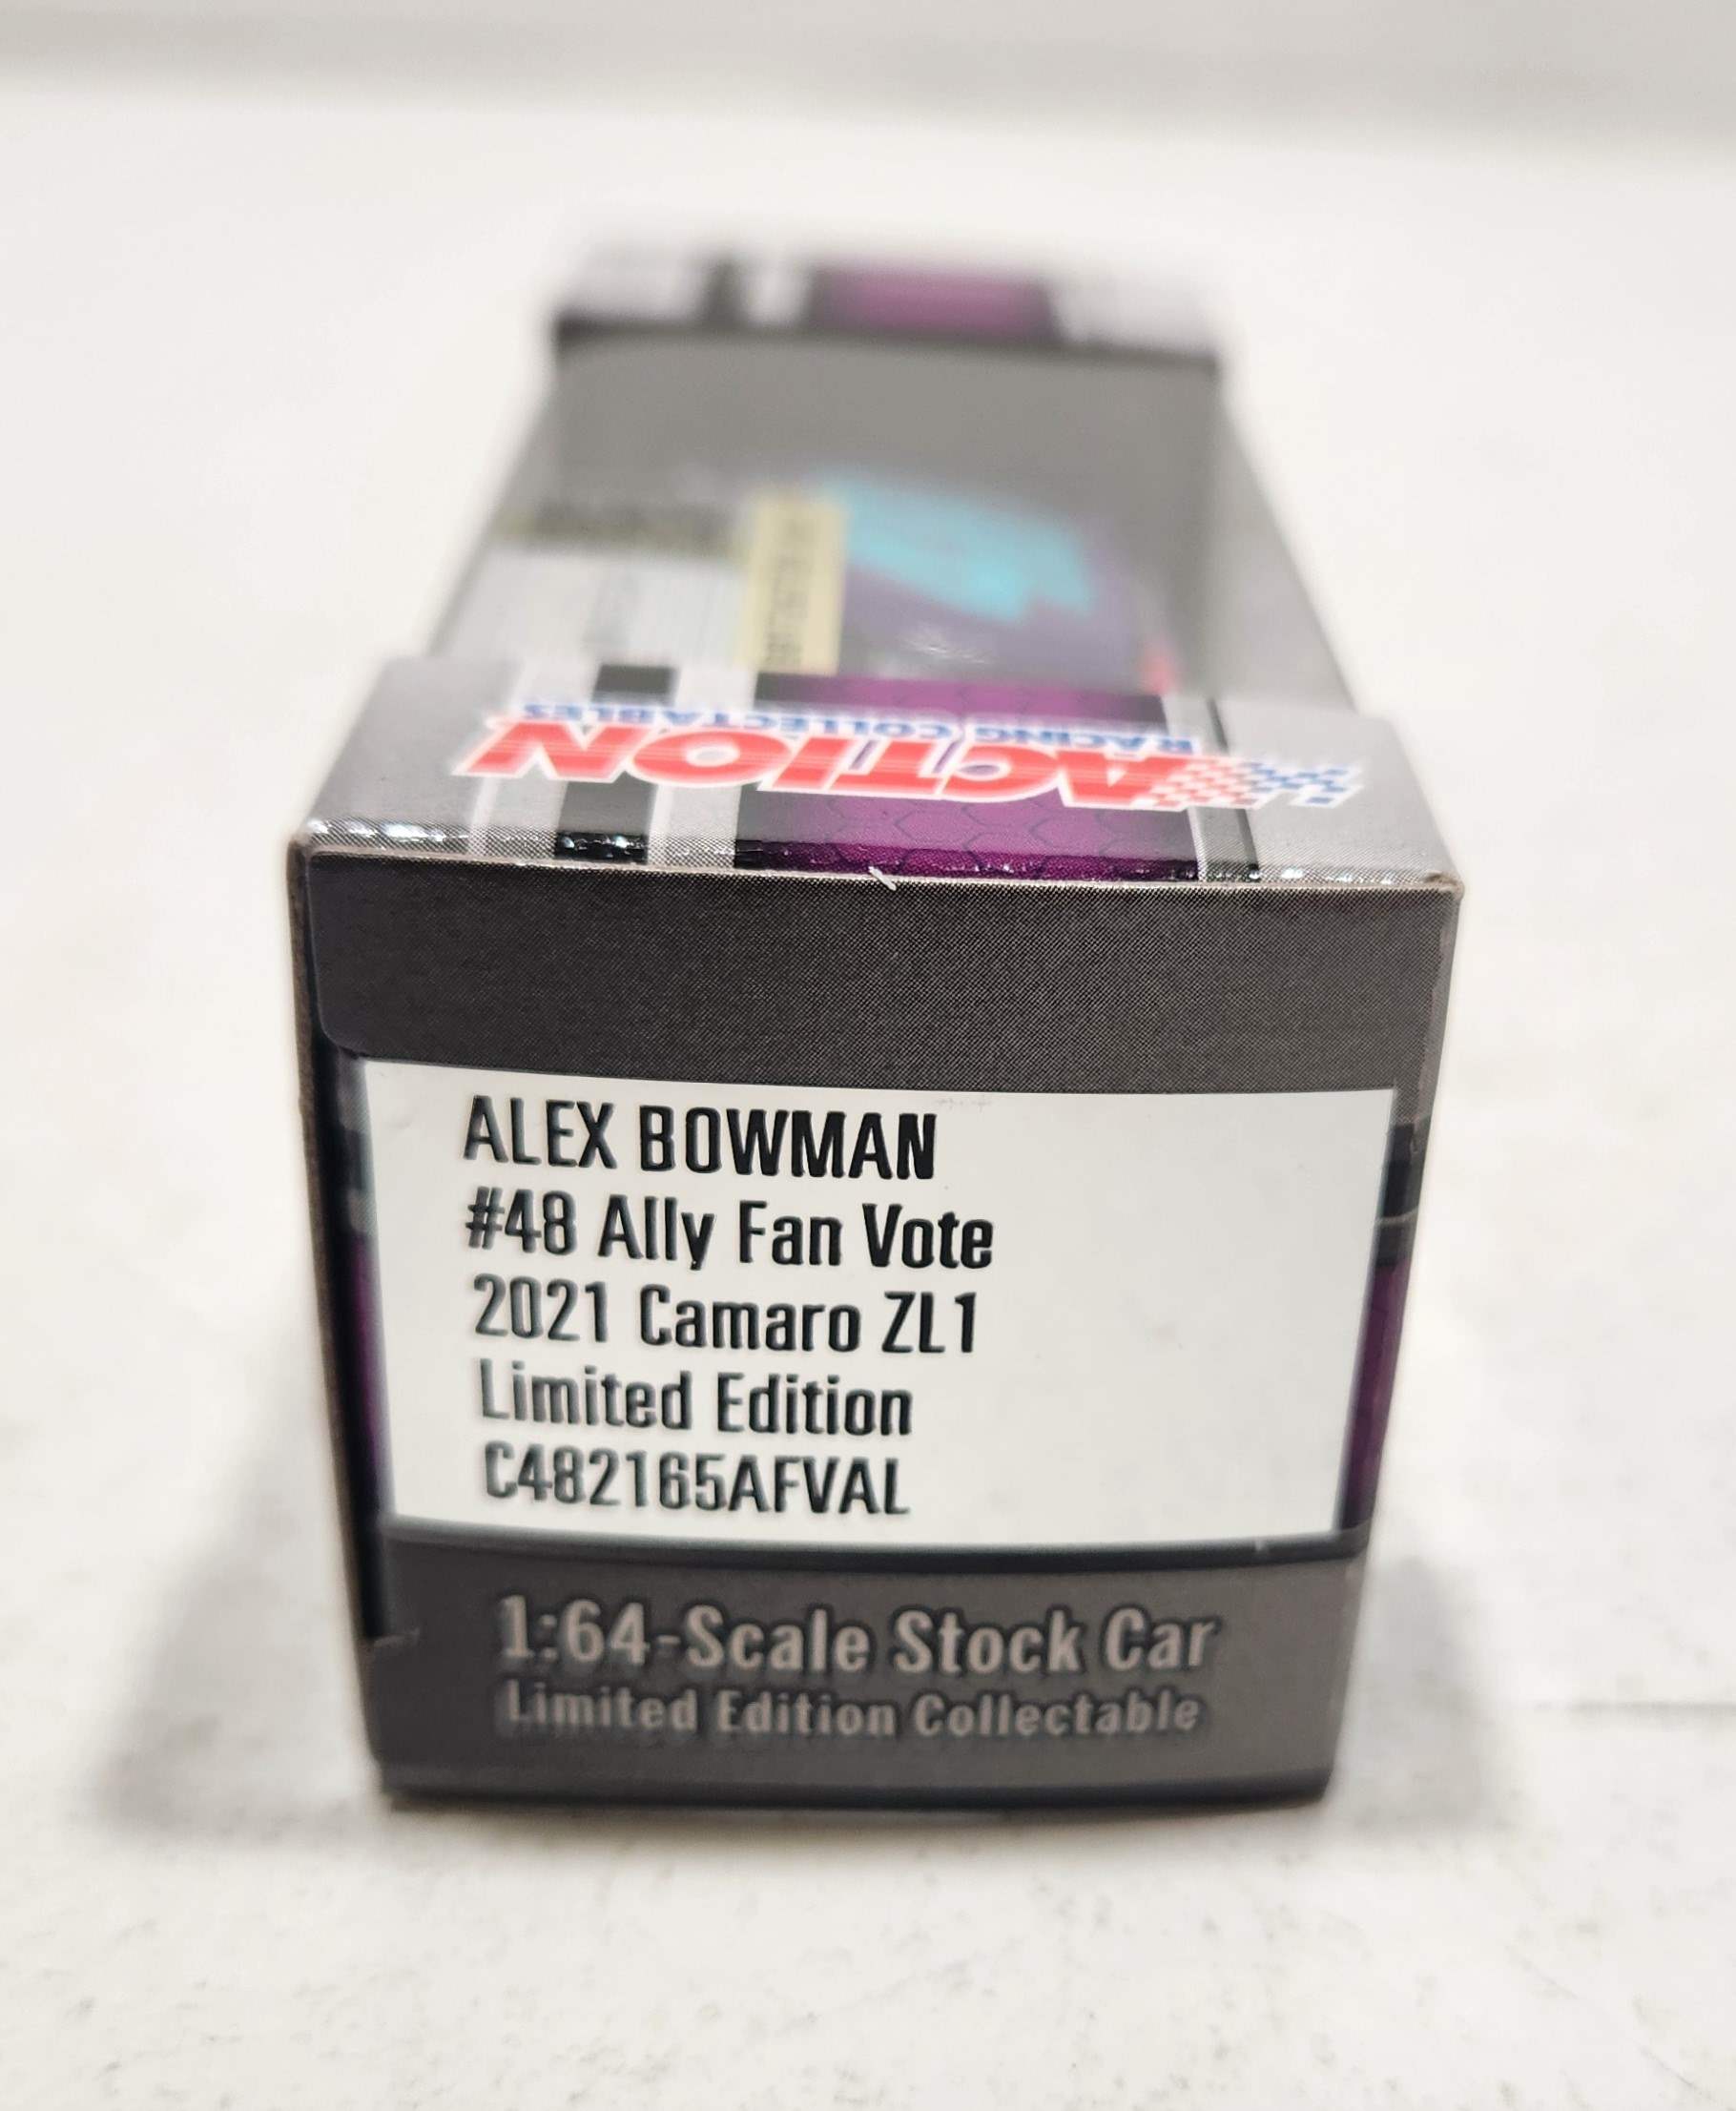 ACTION
RACING COLLECTABLES
ALEX BOWMAN
#48 Ally Fan Vote
2021 Camaro ZL1
Limited Edition
C482165AFVAL
1:64-Scale Stock Car
Limited Edition Collectable